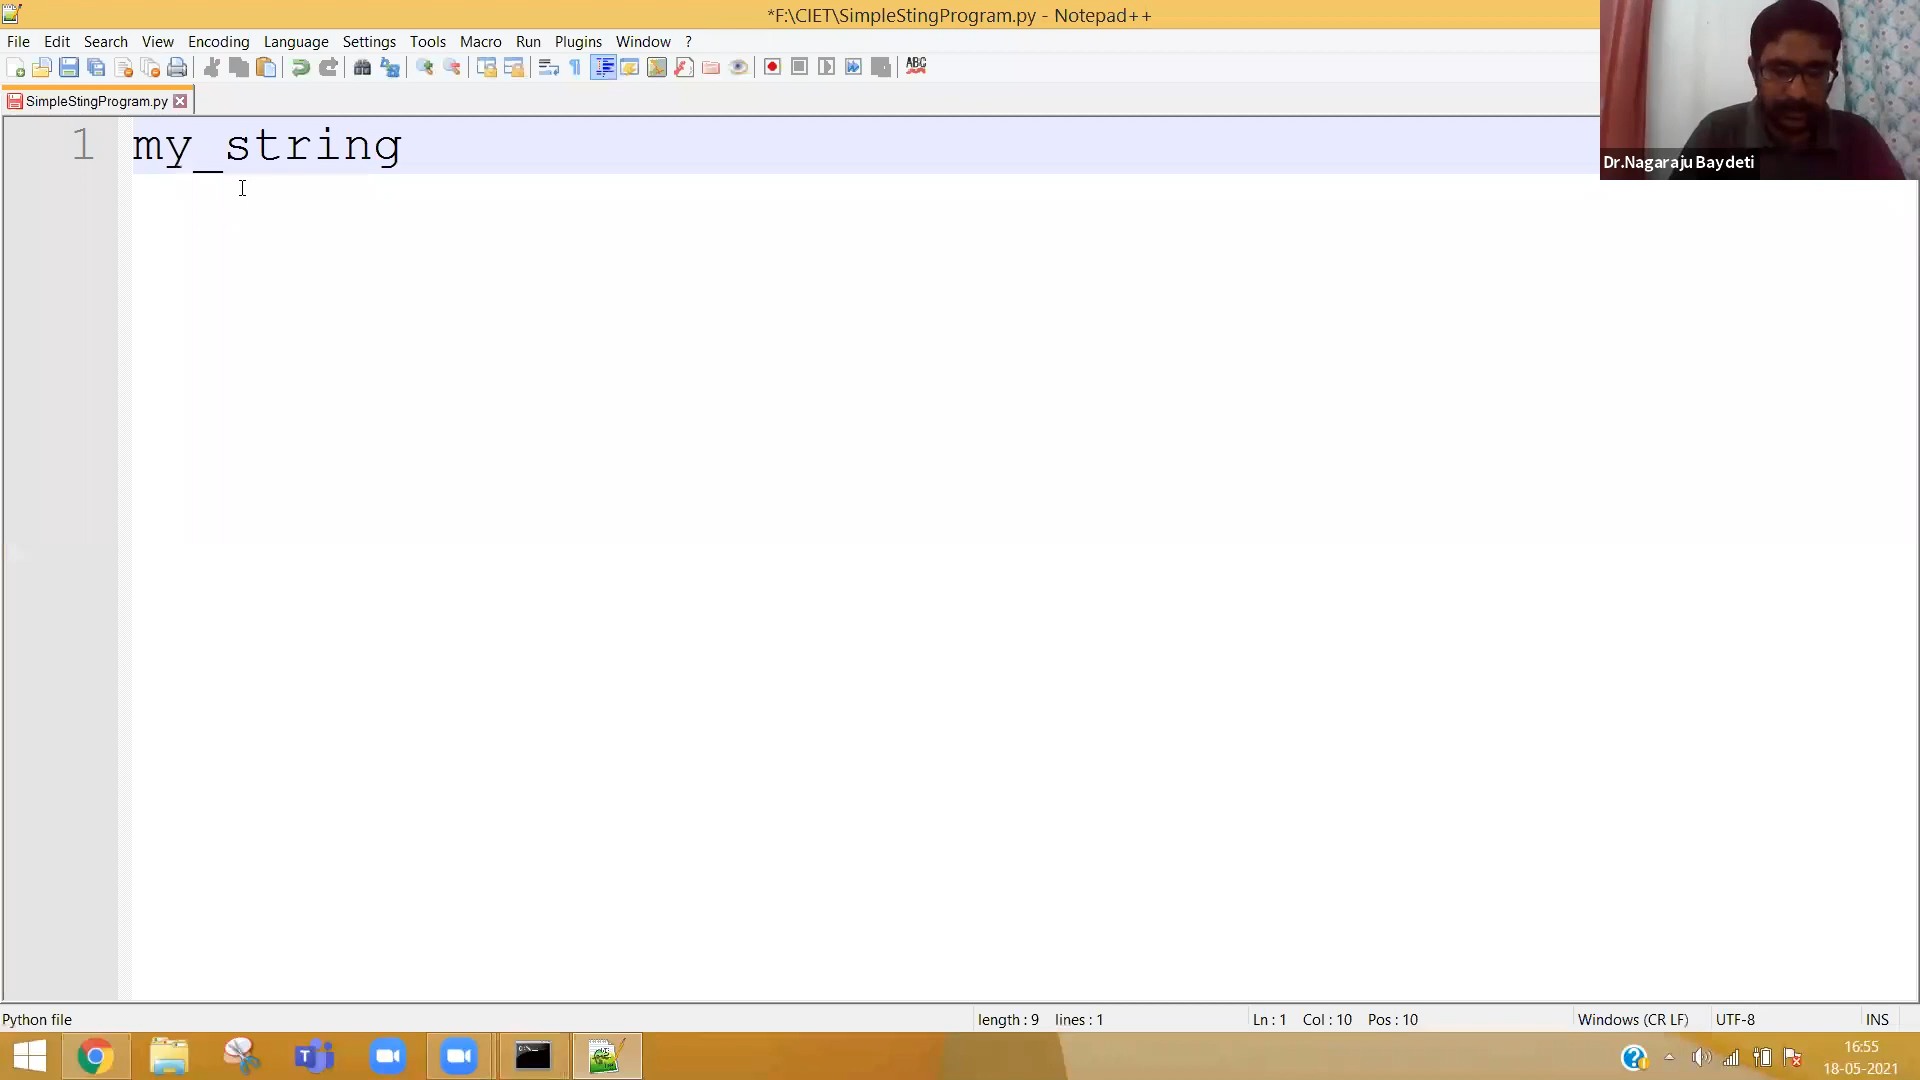 *F:\CIET\SimpleStingProgram.py - Notepad++
File Edit Search View Encoding Language Settings Tools Macro Run Plugins Window ?
ABC
SimpleStingProgram.py
1 my_string
Dr.Nagaraju Baydeti
Python file length : 9 lines : 1 Ln : 1 Col : 10 Pos : 10 Windows (CR LF) UTF-8 INS
16:55
18-05-2021